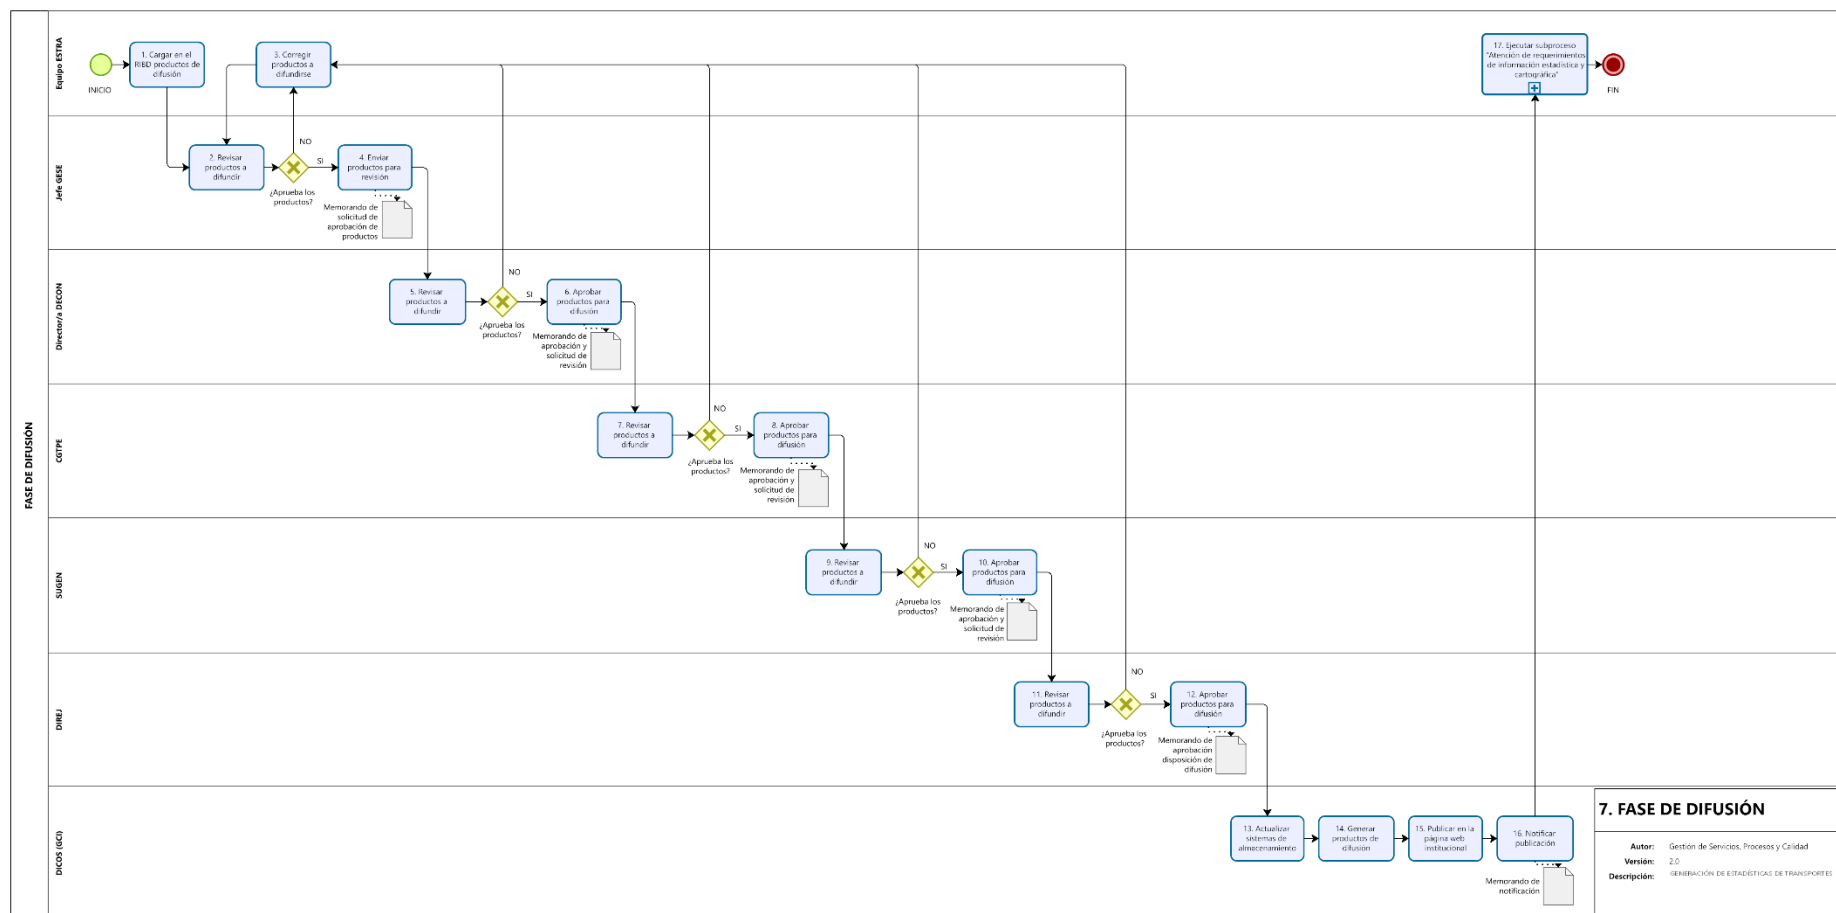 FASE DE DIFUSIÓN
Equipo ESTRA
INICIO
1. Cargar en el
RIBD productos de
difusión
3. Corregir
productos a
difundirse
17. Ejecutar subproceso
"Atención de requerimientos
de información estadística y
cartográfica"
FIN
Jefe GESE
2. Revisar
productos a
difundir
NO
SI
¿Aprueba los
productos?
4. Enviar
productos para
revisión
Memorando de
solicitud de
aprobación de
productos
Director/a DECON
5. Revisar
productos a
difundir
NO
SI
¿Aprueba los
productos?
6. Aprobar
productos para
difusión
Memorando de
aprobación y
solicitud de
revisión
CGTPE
7. Revisar
productos a
difundir
NO
SI
¿Aprueba los
productos?
8. Aprobar
productos para
difusión
Memorando de
aprobación y
solicitud de
revisión
SUGEN
9. Revisar
productos a
difundir
NO
SI
¿Aprueba los
productos?
10. Aprobar
productos para
difusión
Memorando de
aprobación y
solicitud de
revisión
DIREJ
11. Revisar
productos a
difundir
NO
SI
¿Aprueba los
productos?
12. Aprobar
productos para
difusión
Memorando de
aprobación
disposición de
difusión
DICOS (GCI)
13. Actualizar
sistemas de
almacenamiento
14. Generar
productos de
difusión
15. Publicar en la
página web
institucional
16. Notificar
publicación
Memorando de
notificación
7. FASE DE DIFUSIÓN
Autor: Gestión de Servicios, Procesos y Calidad
Versión: 2.0
Descripción: GENERACIÓN DE ESTADÍSTICAS DE TRANSPORTES